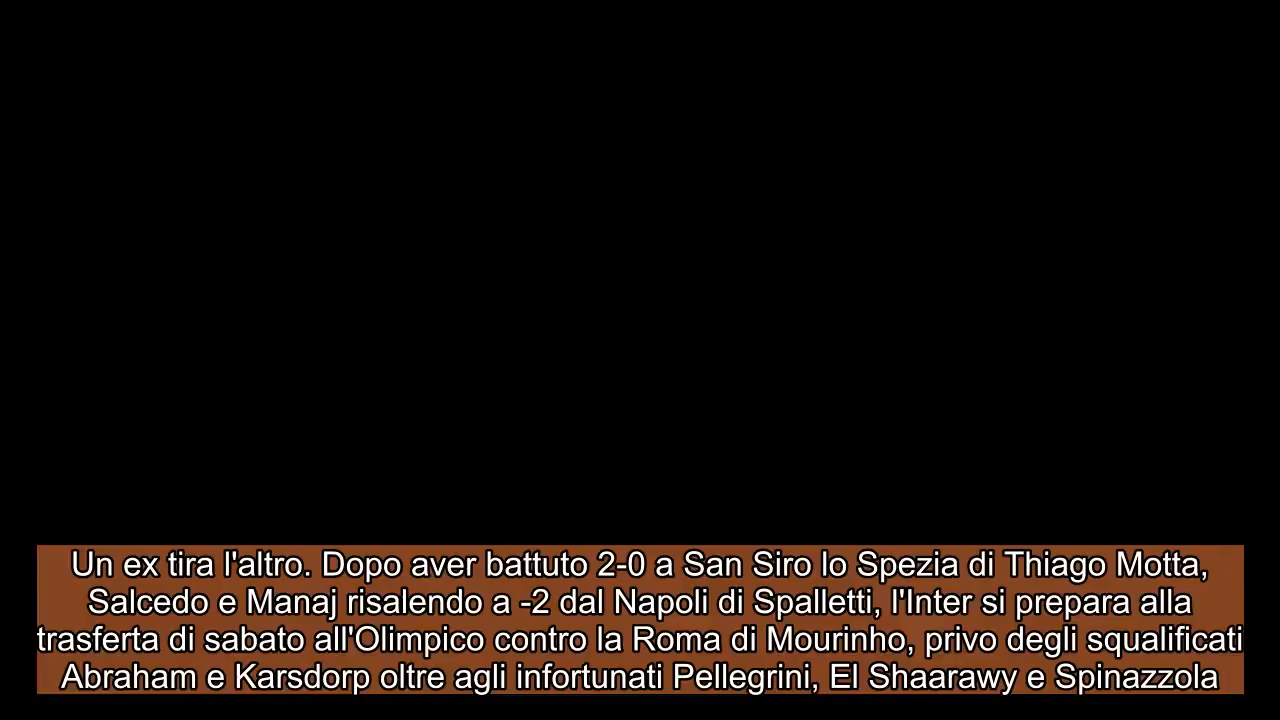 Un ex tira l'altro. Dopo aver battuto 2-0 a San Siro lo Spezia di Thiago Motta,
Salcedo e Manaj risalendo a -2 dal Napoli di Spalletti, l'Inter si prepara alla
trasferta di sabato all'Olimpico contro la Roma di Mourinho, privo degli squalificati
Abraham e Karsdorp oltre agli infortunati Pellegrini, El Shaarawy e Spinazzola